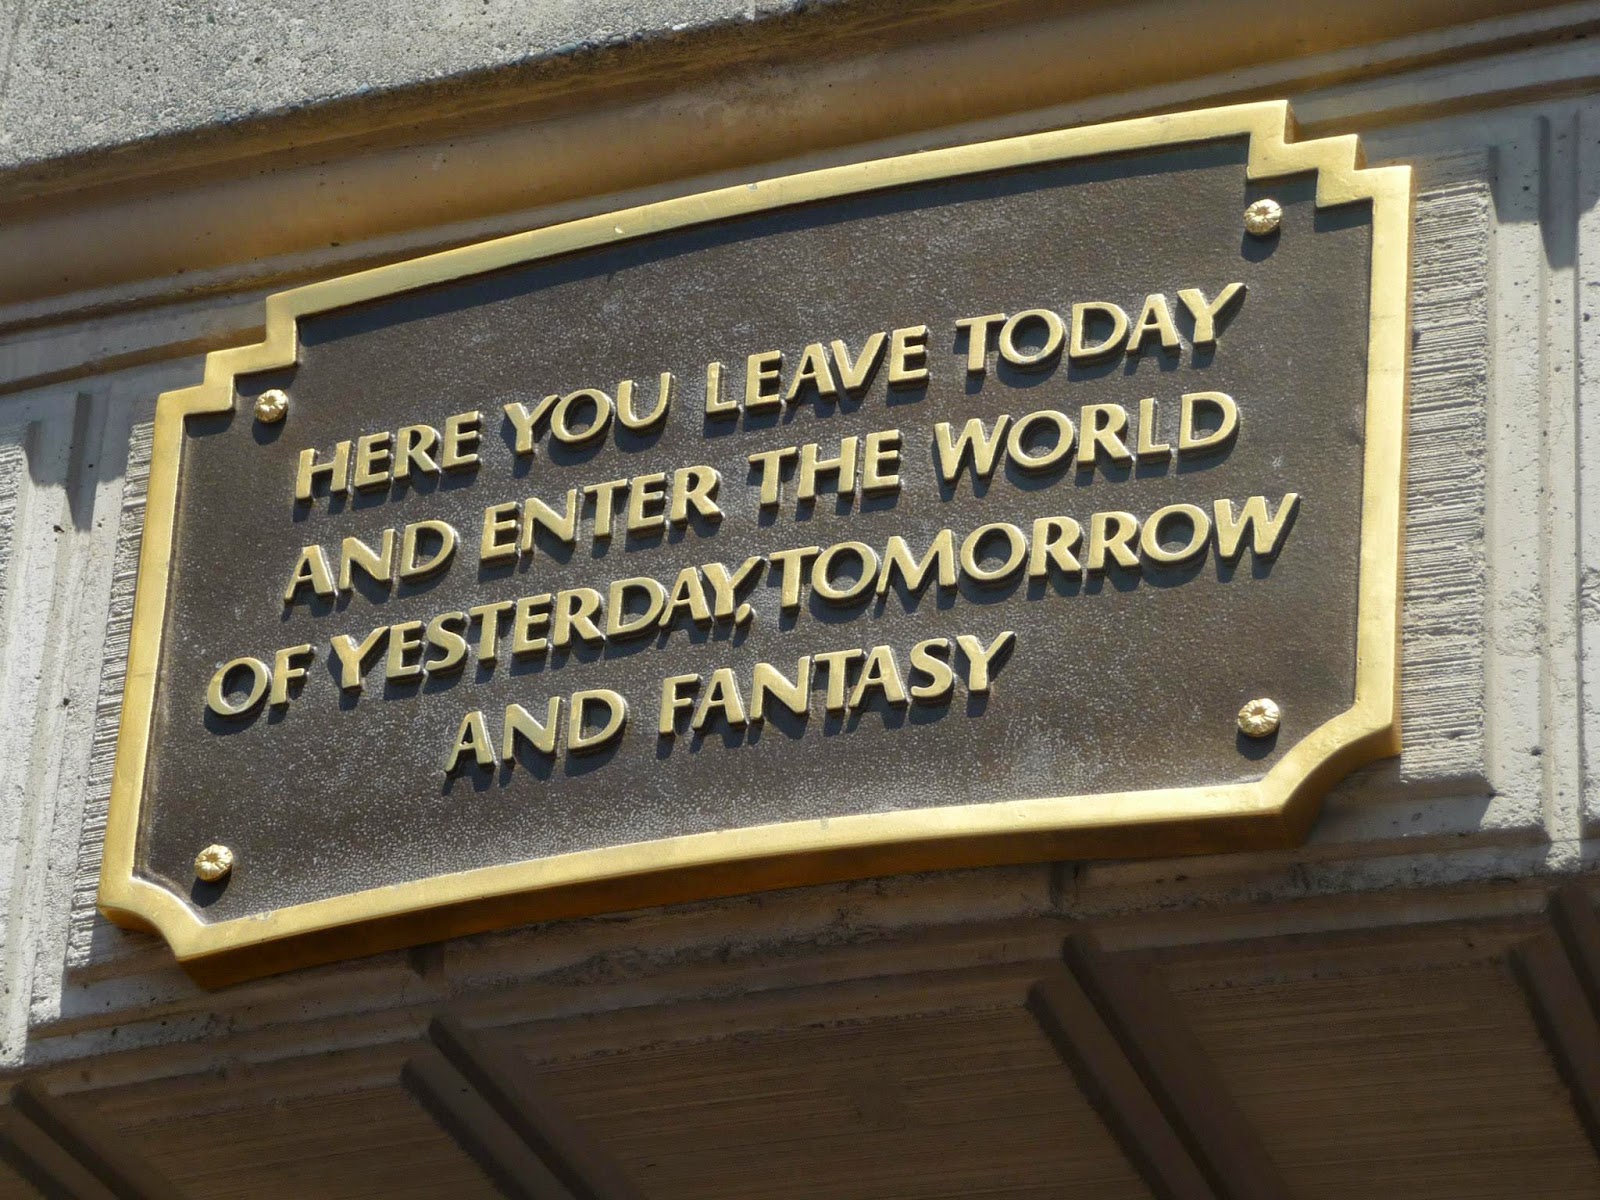 HERE YOU LEAVE TODAY
AND ENTER THE WORLD
OF YESTERDAY, TOMORROW
AND FANTASY